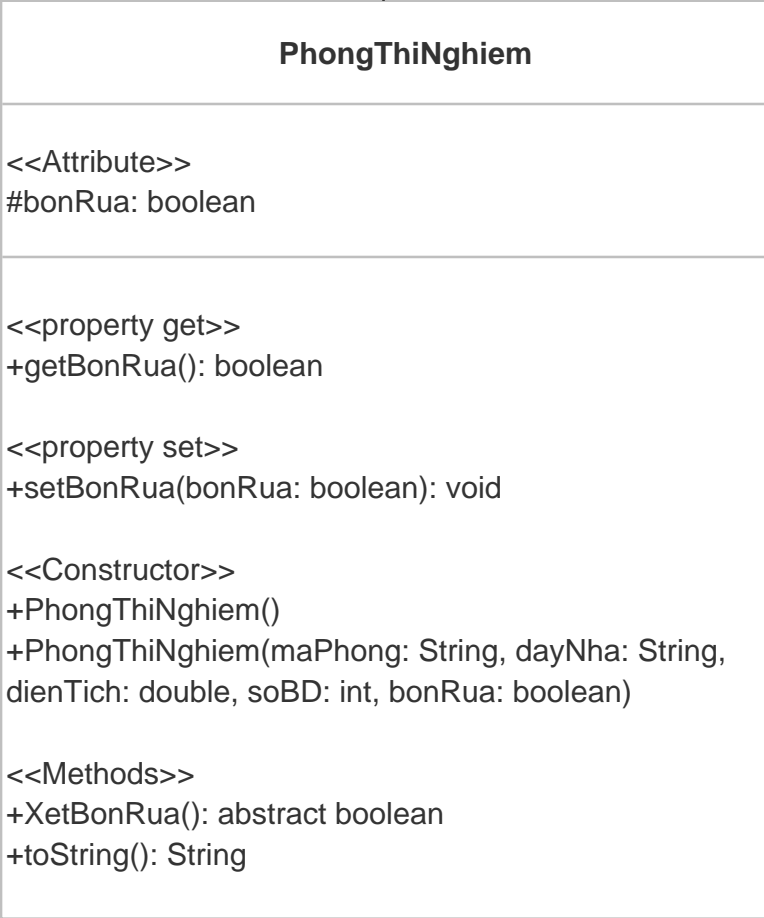 PhongThiNghiem
<<Attribute>>
#bonRua: boolean
<<property get>>
+getBonRua(): boolean
<<property set>>
+setBonRua(bonRua: boolean): void
<<Constructor>>
+PhongThiNghiem()
+PhongThiNghiem(maPhong: String, dayNha: String,
dienTich: double, soBD: int, bonRua: boolean)
<<Methods>>
+XetBonRua(): abstract boolean
+toString(): String